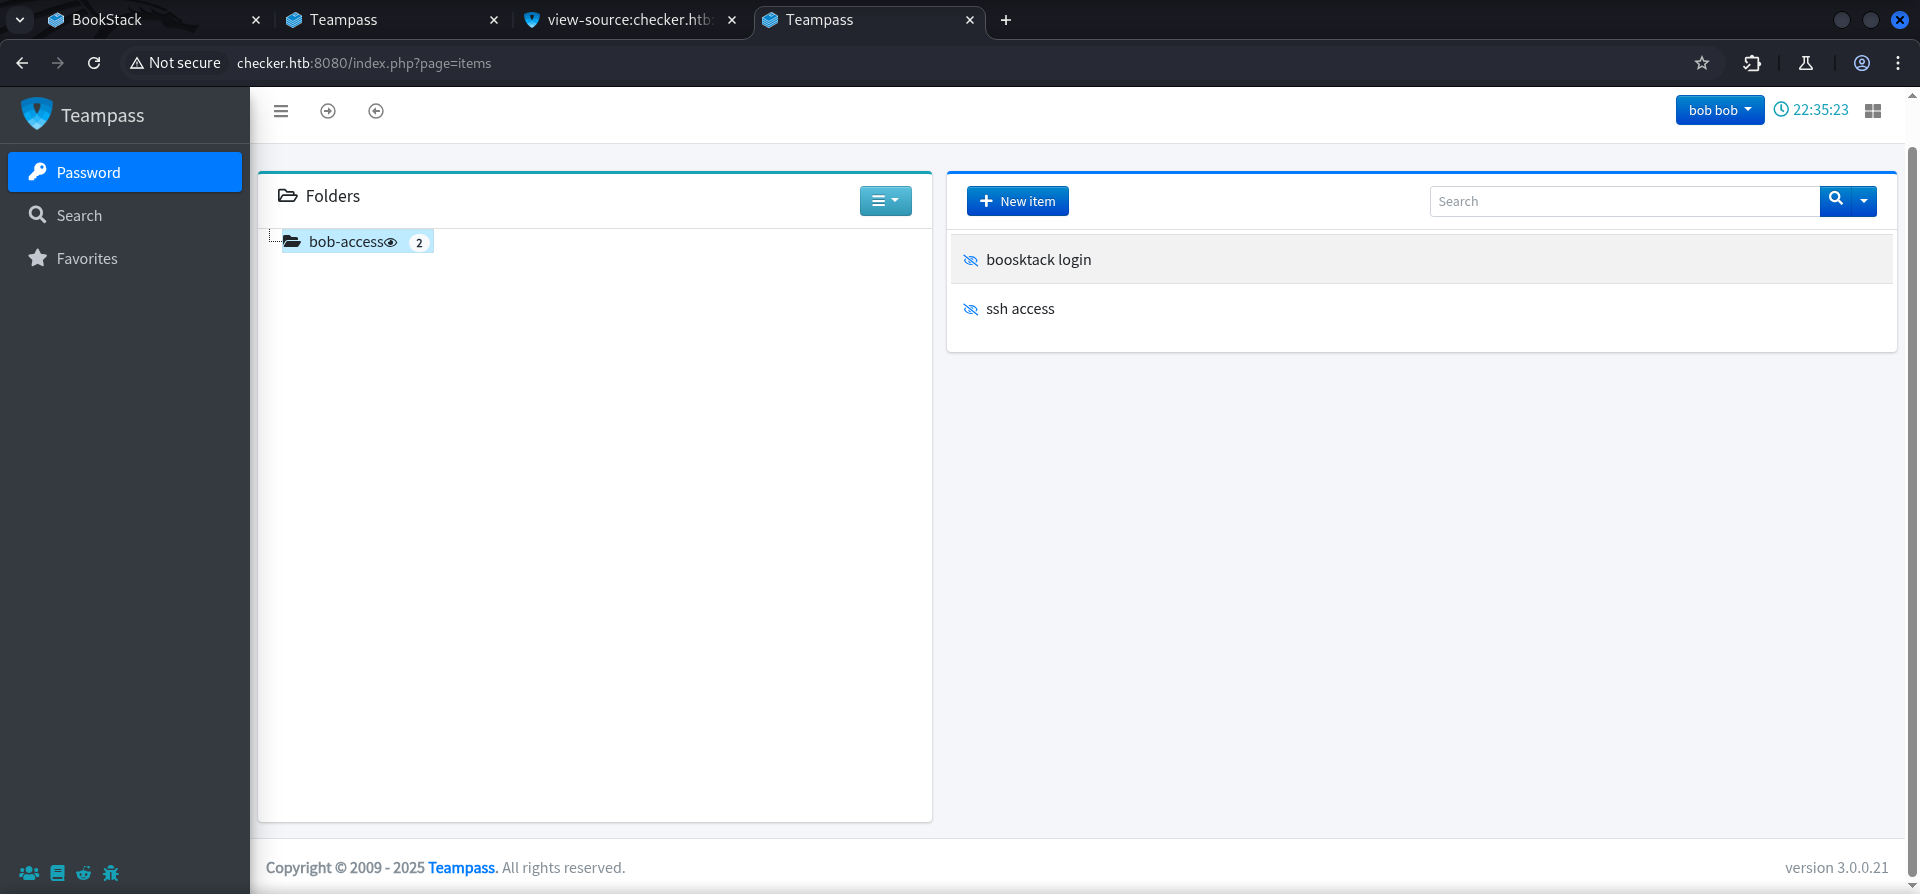 BookStack
Teampass
view-source:checker.htb:
Teampass
Not secure
checker.htb:8080/index.php?page=items
Teampass
bob bob
22:35:23
Password
Search
Favorites
Folders
bob-access
2
New item
Search
boosktack login
ssh access
Copyright © 2009 - 2025 Teampass. All rights reserved.
version 3.0.0.21